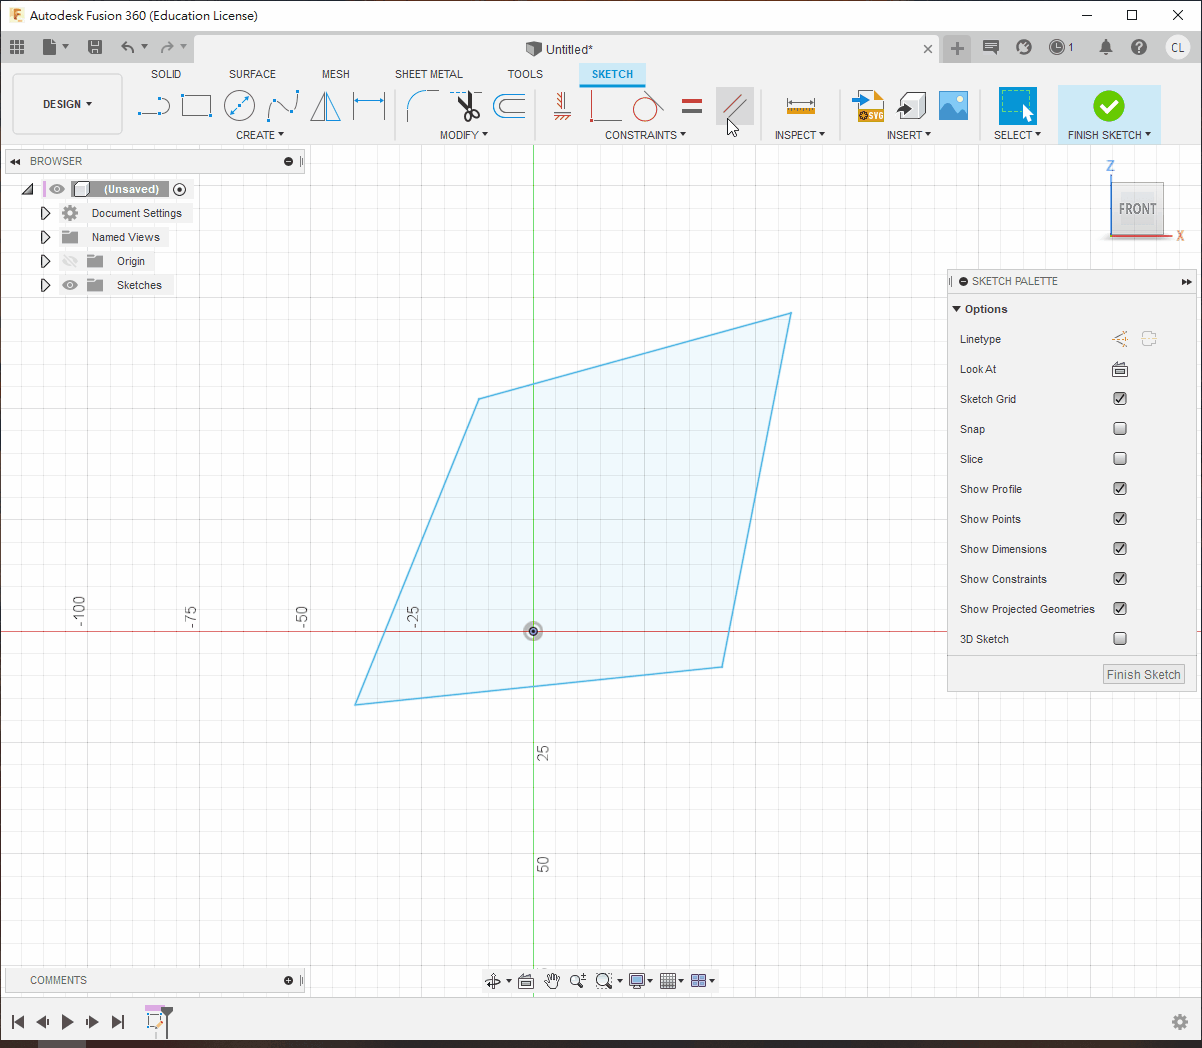 Autodesk Fusion 360 (Education License)
Untitled*
1
CL
DESIGN
SOLID
SURFACE
MESH
SHEET METAL
TOOLS
SKETCH
CREATE
MODIFY
CONSTRAINTS
INSPECT
SVG
INSERT
SELECT
FINISH SKETCH
BROWSER
(Unsaved)
Document Settings
Named Views
Origin
Sketches
Z
FRONT
X
SKETCH PALETTE
Options
Linetype
Look At
Sketch Grid
Snap
Slice
Show Profile
Show Points
Show Dimensions
Show Constraints
Show Projected Geometries
3D Sketch
Finish Sketch
-100
-75
-50
-25
25
50
COMMENTS